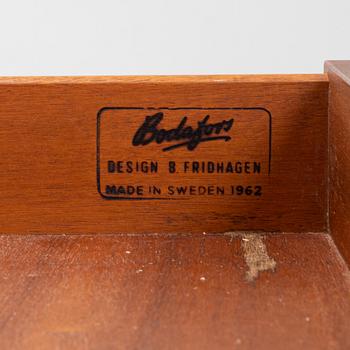 Bodafors
DESIGN B. FRIDHAGEN
MADE IN SWEDEN 1962